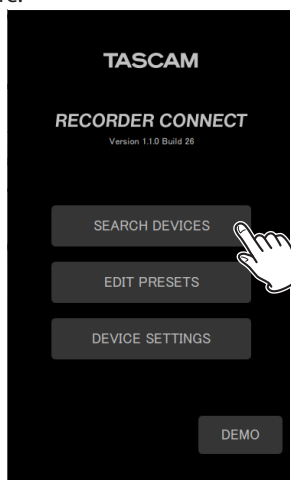 TASCAM
RECORDER CONNECT
Version 1.1.0 Build 26
SEARCH DEVICES
EDIT PRESETS
DEVICE SETTINGS
DEMO